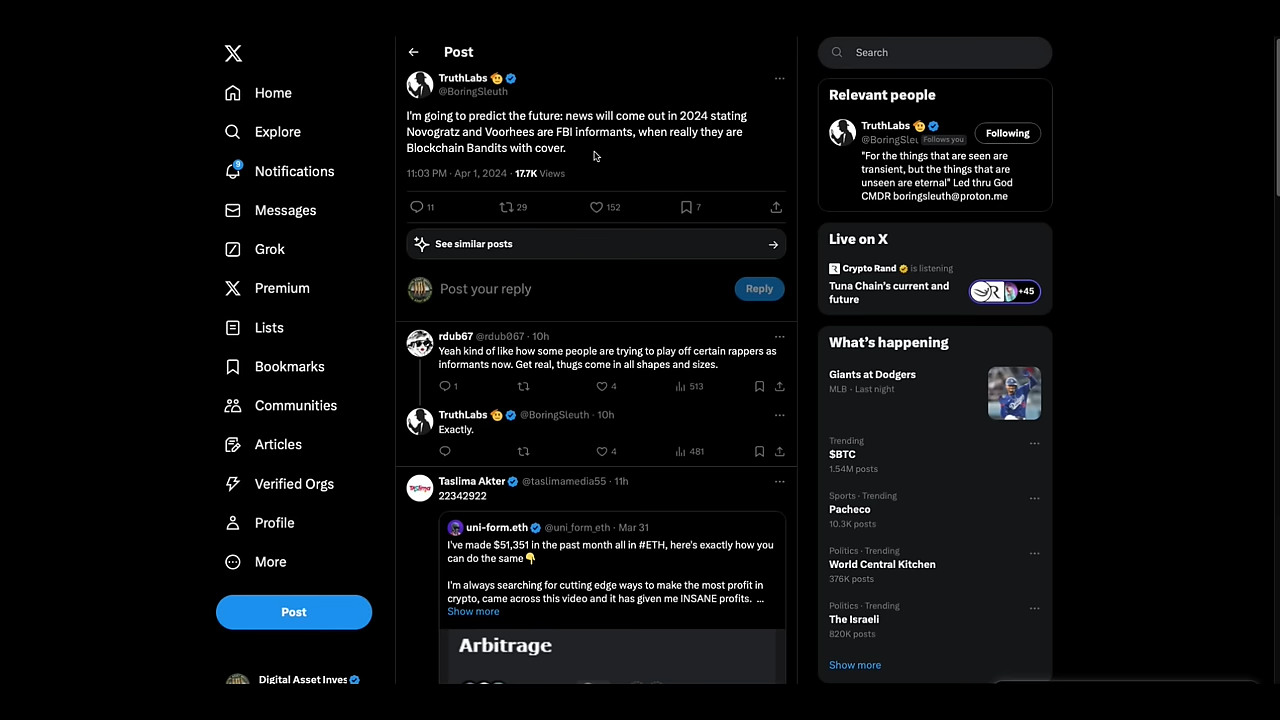 Home
Explore
9
Notifications
Messages
Grok
Premium
Lists
Bookmarks
Communities
Articles
Verified Orgs
Profile
More
Post
Digital Asset Inves
Post
TruthLabs
@BoringSleuth
I'm going to predict the future: news will come out in 2024 stating
Novogratz and Voorhees are FBI informants, when really they are
Blockchain Bandits with cover.
11:03 PM · Apr 1, 2024 · 17.7K Views
11 29 152 7
See similar posts
Post your reply
Reply
rdub67 @rdub067 · 10h
Yeah kind of like how some people are trying to play off certain rappers as
informants now. Get real, thugs come in all shapes and sizes.
1 4 513
TruthLabs @BoringSleuth · 10h
Exactly.
4 481
Taslima Akter @taslimamedia55 · 11h
22342922
uni-form.eth @uni_form_eth · Mar 31
I've made $51,351 in the past month all in #ETH, here's exactly how you
can do the same👇
I'm always searching for cutting edge ways to make the most profit in
crypto, came across this video and it has given me INSANE profits. ...
Show more
Arbitrage
Search
Relevant people
TruthLabs
@BoringSleu Follows you
Following
"For the things that are seen are
transient, but the things that are
unseen are eternal" Led thru God
CMDR boringsleuth@proton.me
Live on X
Crypto Rand is listening
Tuna Chain's current and
future
+45
What's happening
Giants at Dodgers
MLB · Last night
Trending
$BTC
1.54M posts
Sports · Trending
Pacheco
10.3K posts
Politics · Trending
World Central Kitchen
376K posts
Politics · Trending
The Israeli
820K posts
Show more